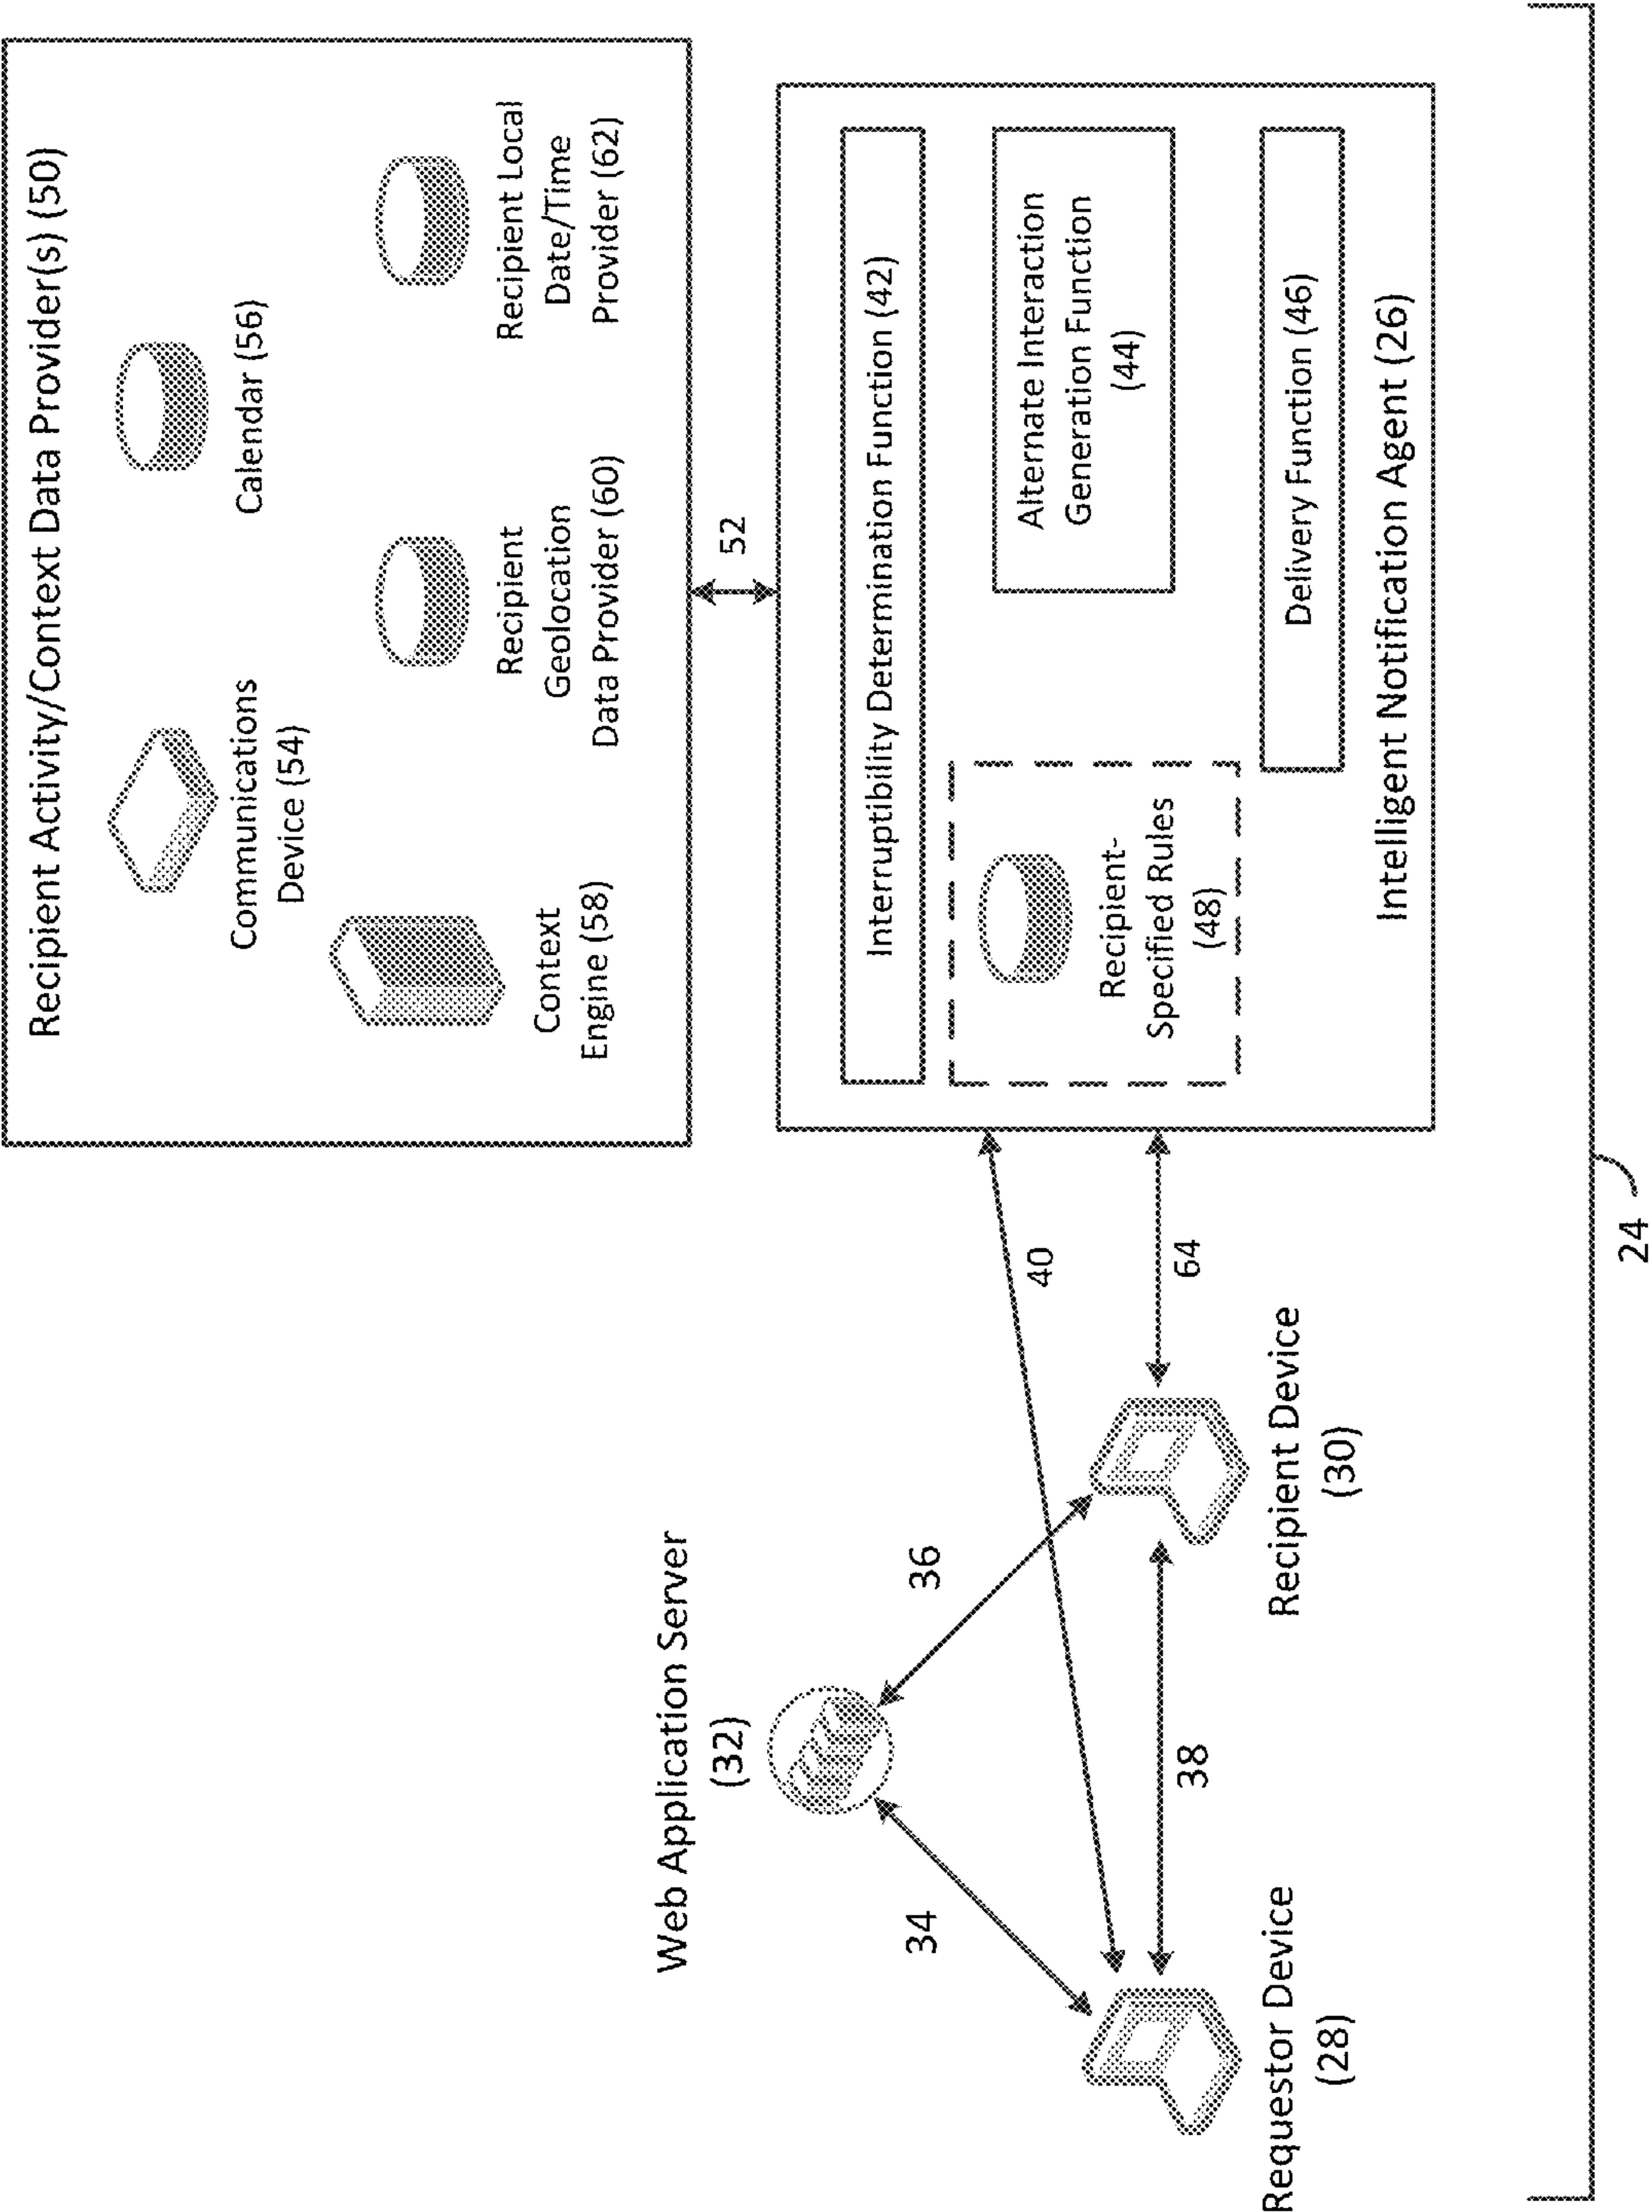 Recipient Activity/Context Data Provider(s) (50)
Communications
Device (54)
Calendar (56)
Context
Engine (58)
Recipient
Geolocation
Data Provider (60)
Recipient Local
Date/Time
Provider (62)
52
Web Application Server
(32)
34
36
40
38
64
Requestor Device
(28)
Recipient Device
(30)
Interruptibility Determination Function (42)
Recipient-
Specified Rules
(48)
Alternate Interaction
Generation Function
(44)
Delivery Function (46)
Intelligent Notification Agent (26)
24